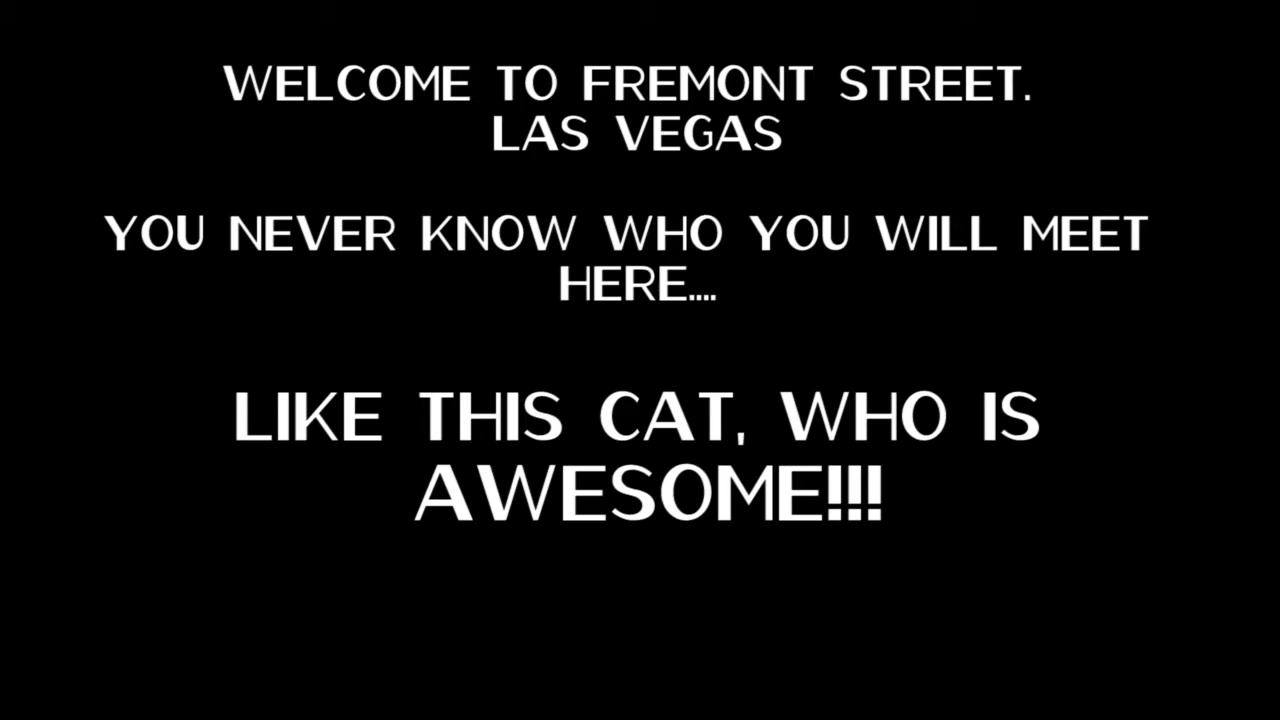 WELCOME TO FREMONT STREET.
LAS VEGAS
YOU NEVER KNOW WHO YOU WILL MEET
HERE....
LIKE THIS CAT, WHO IS
AWESOME!!!